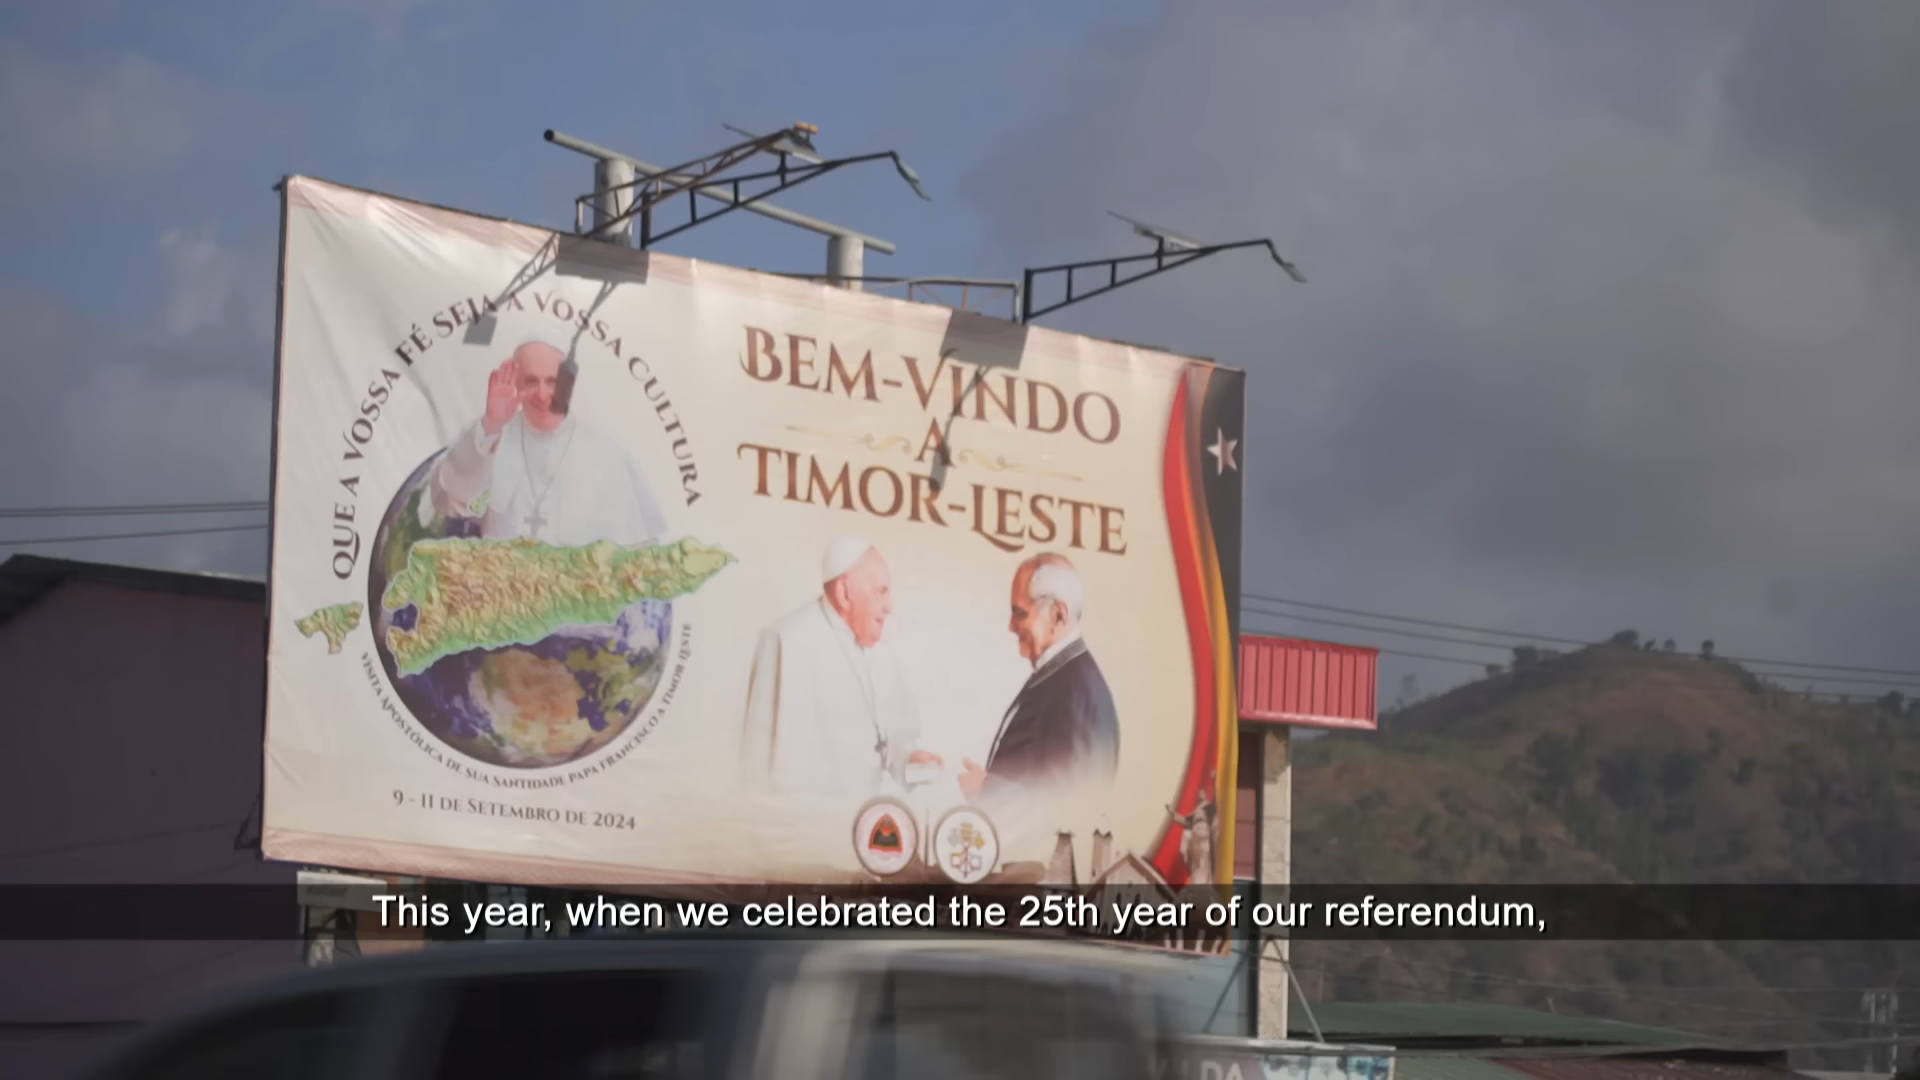 QUE A VOSSA FÉ SEJA A VOSSA CULTURA
BEM-VINDO
A
TIMOR-LESTE
VISITA APOSTÓLICA DE SUA SANTIDADE PAPA FRANCISCO A TIMOR-LESTE
9 - 11 DE SETEMBRO DE 2024
This year, when we celebrated the 25th year of our referendum,